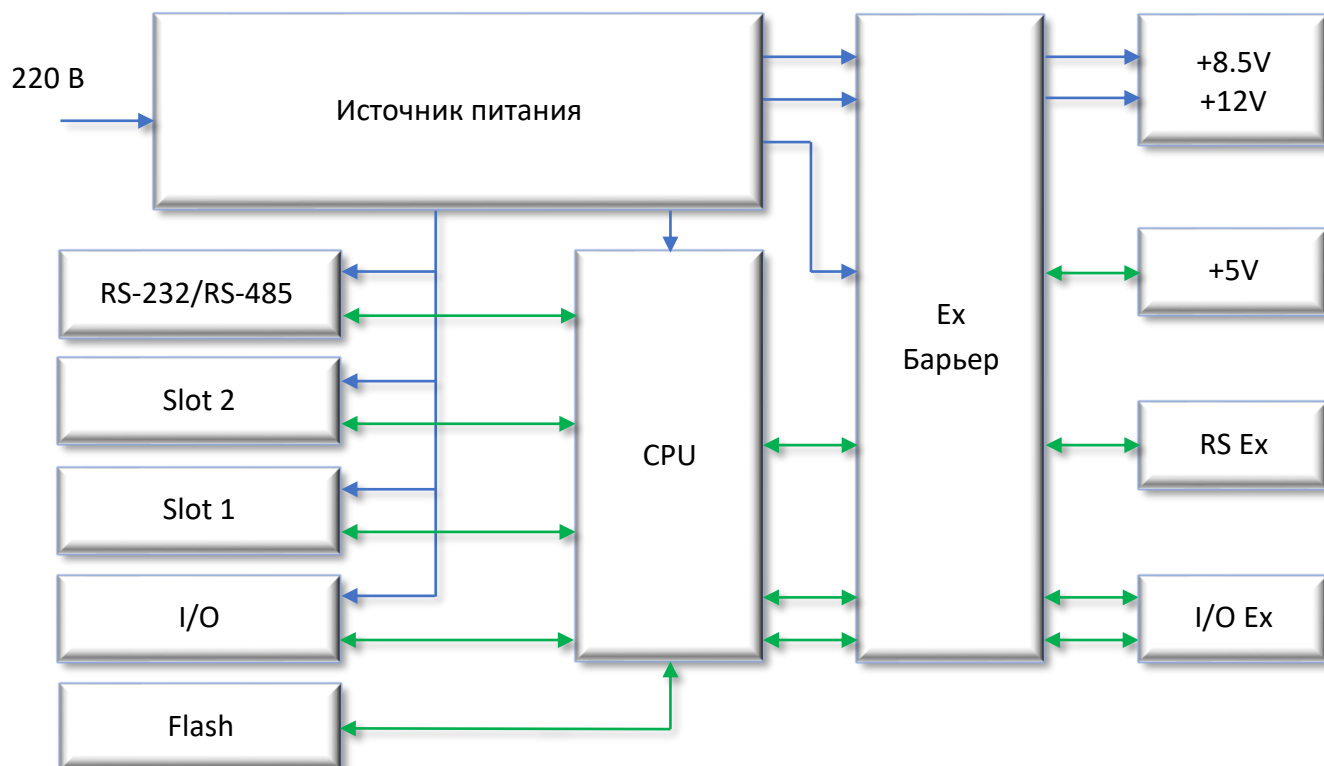 220 В
Источник питания
+8.5V
+12V
RS-232/RS-485
+5V
Ex
Барьер
Slot 2
CPU
RS Ex
Slot 1
I/O
I/O Ex
Flash